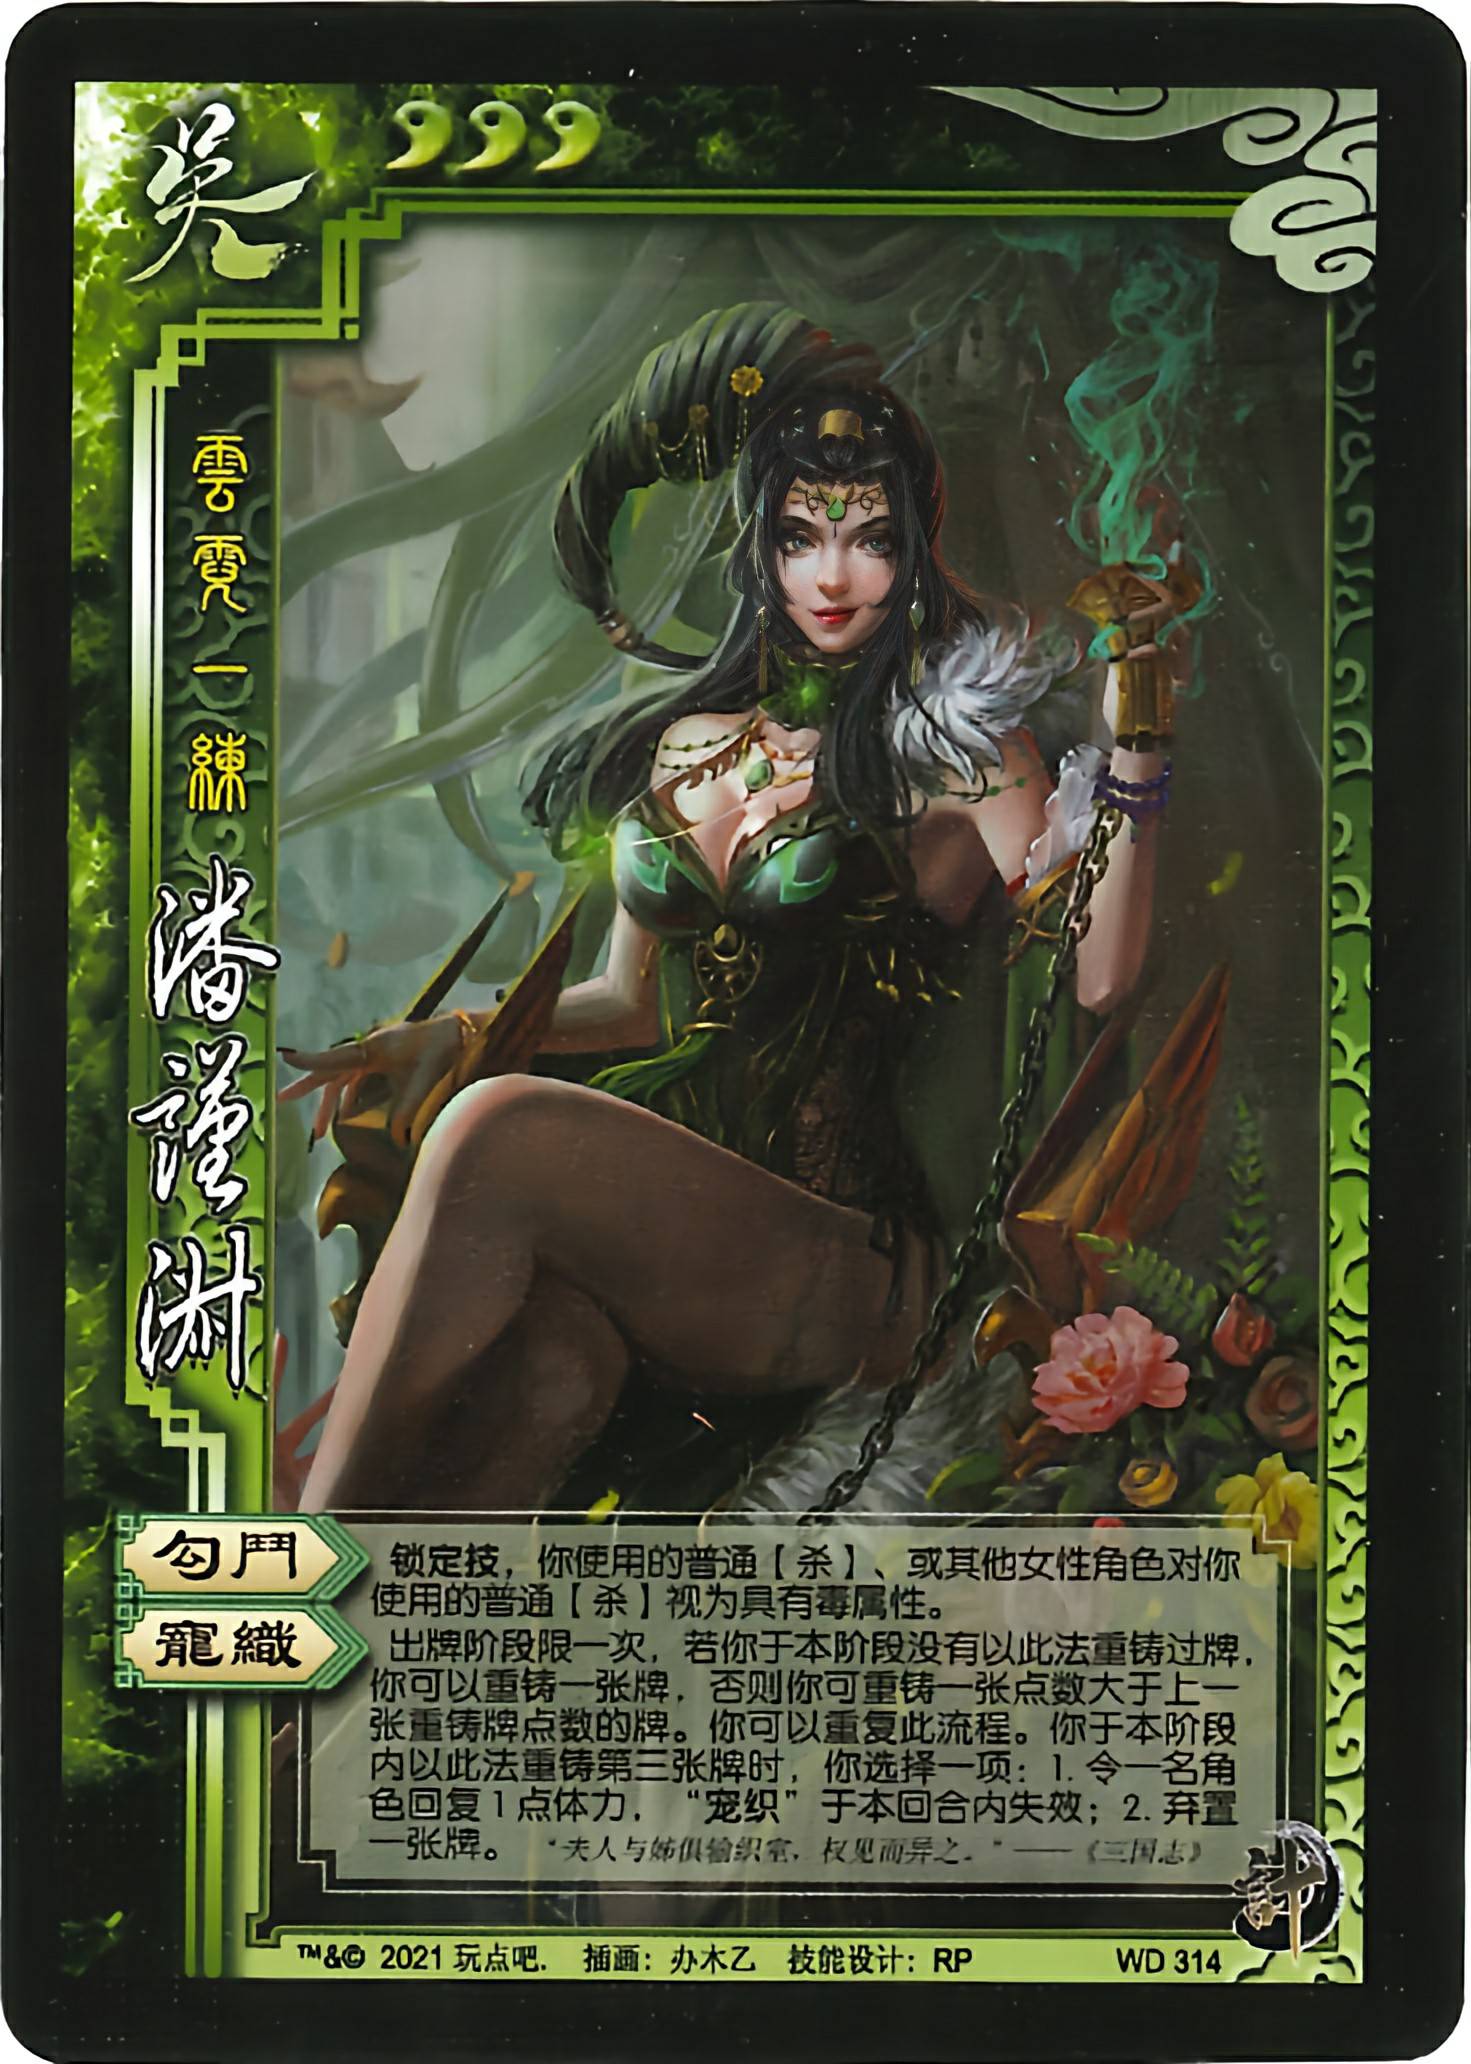 吴
雲霓一練
潘謹淵
勾鬥
寵織
锁定技，你使用的普通【杀】、或其他女性角色对你
使用的普通【杀】视为具有毒属性。
出牌阶段限一次，若你于本阶段没有以此法重铸过牌，
你可以重铸一张牌，否则你可重铸一张点数大于上一
张重铸牌点数的牌。你可以重复此流程。你于本阶段
内以此法重铸第三张牌时，你选择一项：1. 令一名角
色回复1点体力，“宠织”于本回合内失效；2. 弃置
一张牌。 “夫人与姊俱输织室，权见而异之。”——《三国志》
計
™&© 2021 玩点吧. 插画：办木乙 技能设计：RP WD 314